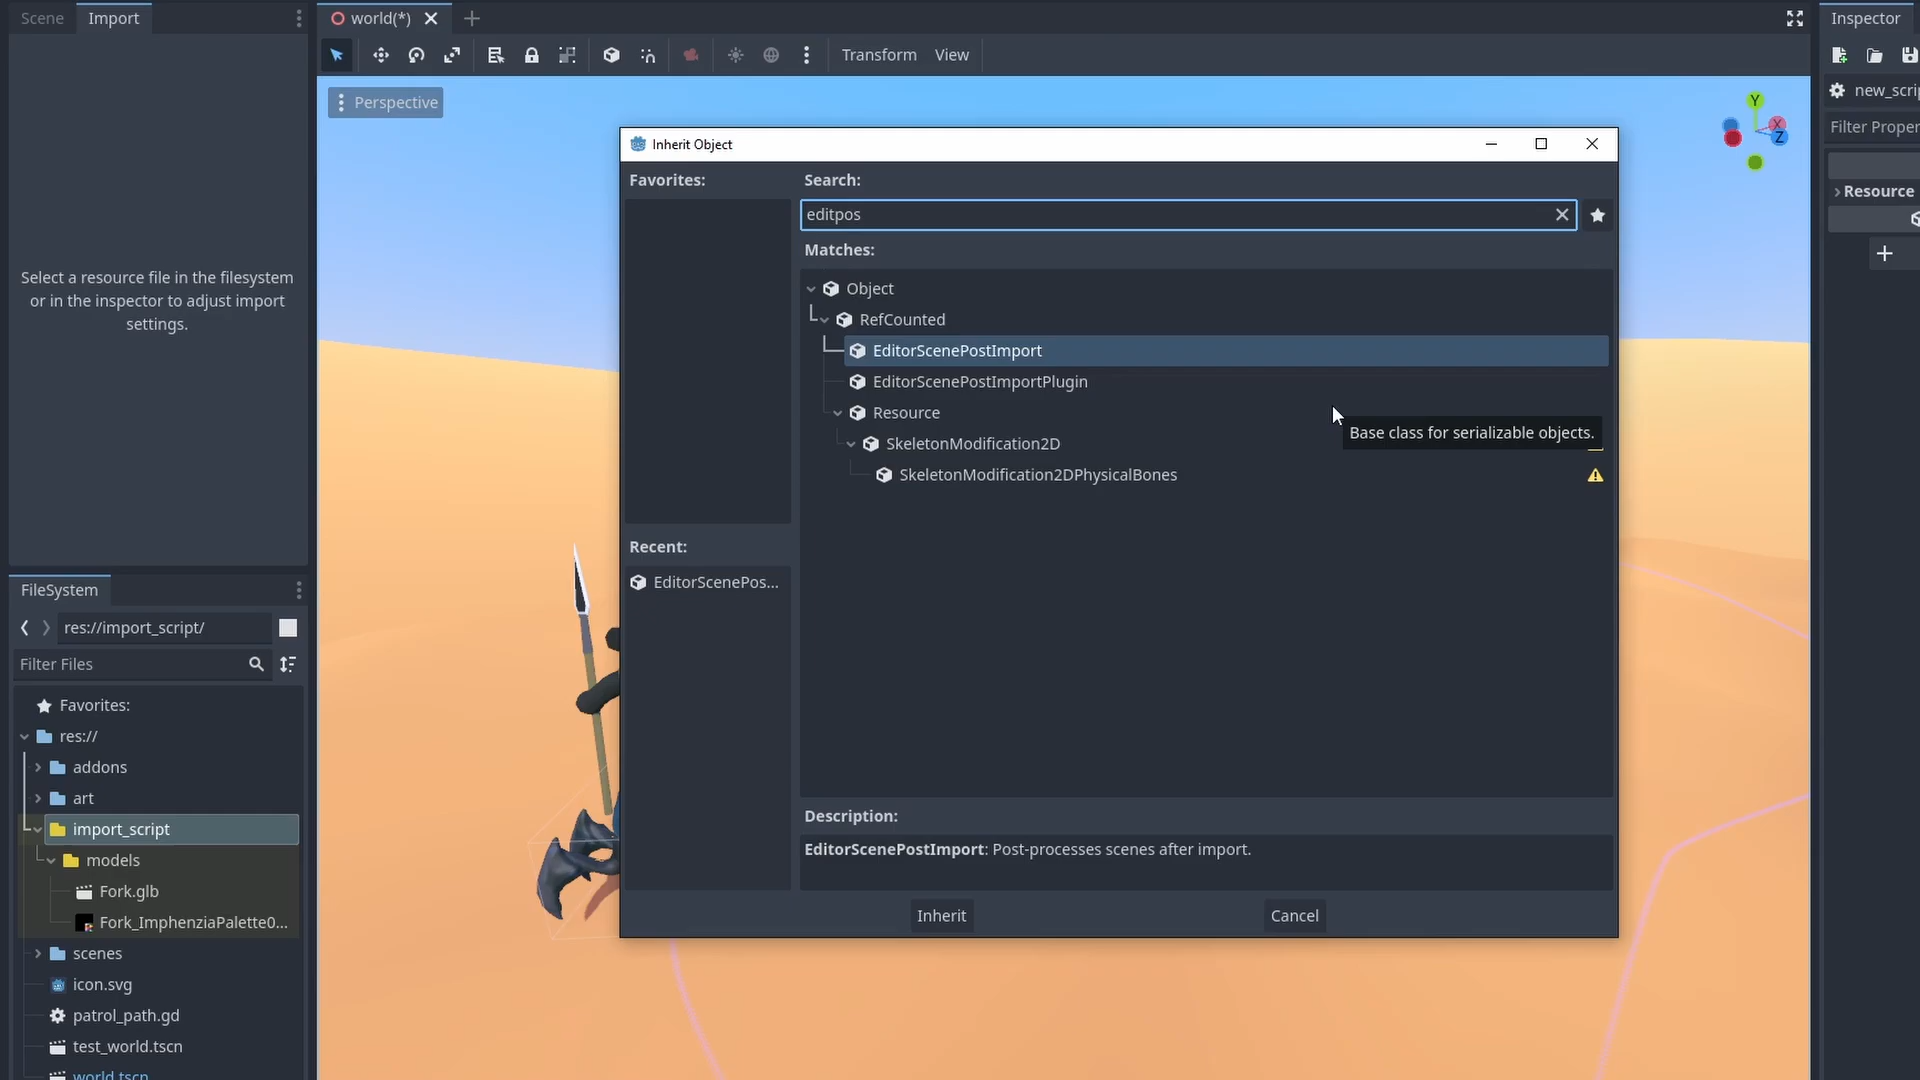 Scene
Import
world(*)
Transform
View
Inspector
new_scri
Filter Proper
Resource
Perspective
Y
X
Z
Select a resource file in the filesystem
or in the inspector to adjust import
settings.
Inherit Object
Favorites:
Search:
editpos
Matches:
Object
RefCounted
EditorScenePostImport
EditorScenePostImportPlugin
Resource
Base class for serializable objects.
SkeletonModification2D
SkeletonModification2DPhysicalBones
Recent:
EditorScenePos...
Description:
EditorScenePostImport: Post-processes scenes after import.
Inherit
Cancel
FileSystem
res://import_script/
Filter Files
Favorites:
res://
addons
art
import_script
models
Fork.glb
Fork_ImphenziaPalette0...
scenes
icon.svg
patrol_path.gd
test_world.tscn
world.tscn